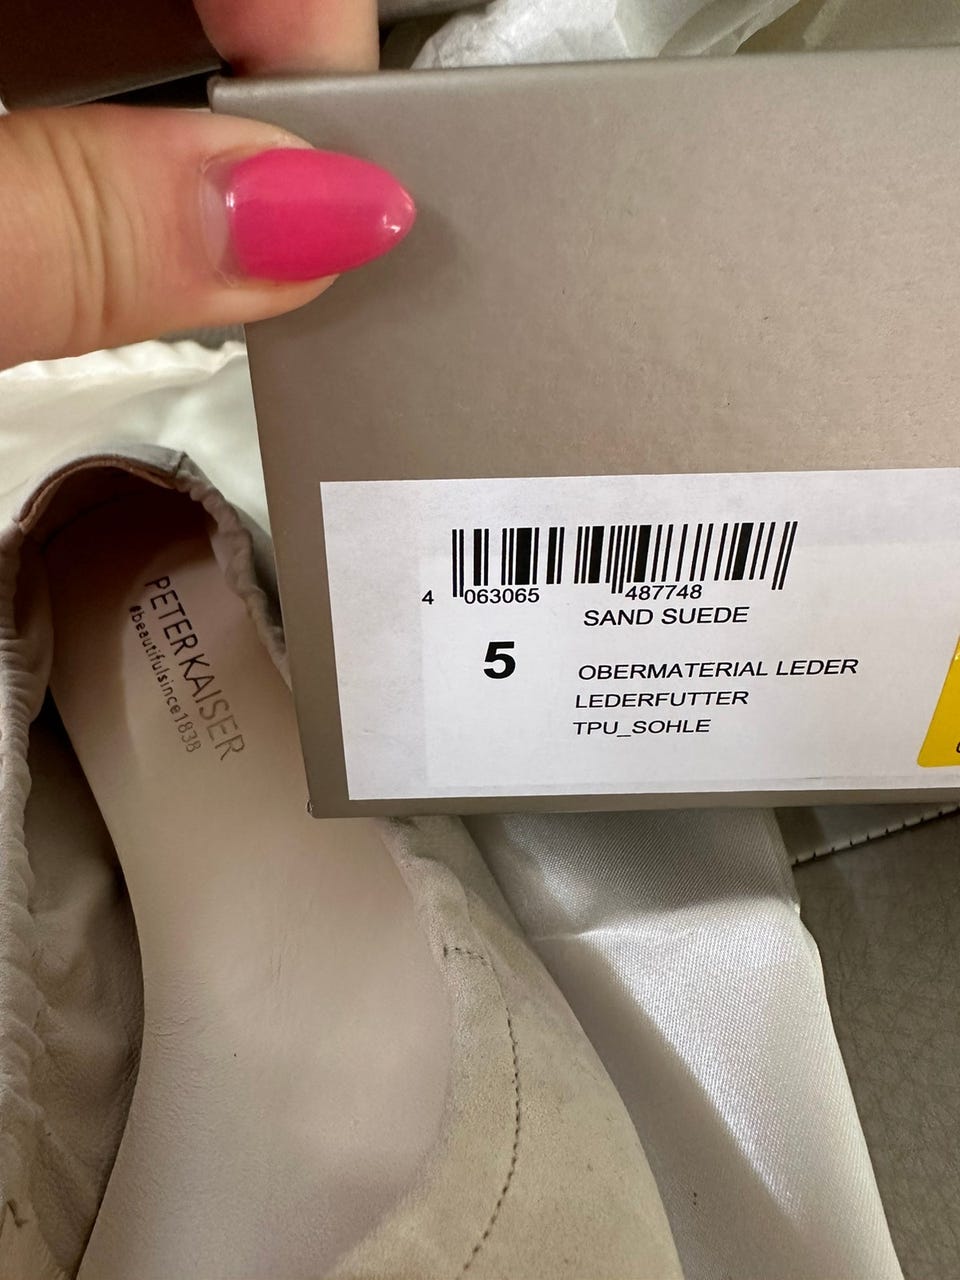 PETER KAISER
#beautifulsince1838
4 063065 487748
SAND SUEDE
5
OBERMATERIAL LEDER
LEDERFUTTER
TPU_SOHLE